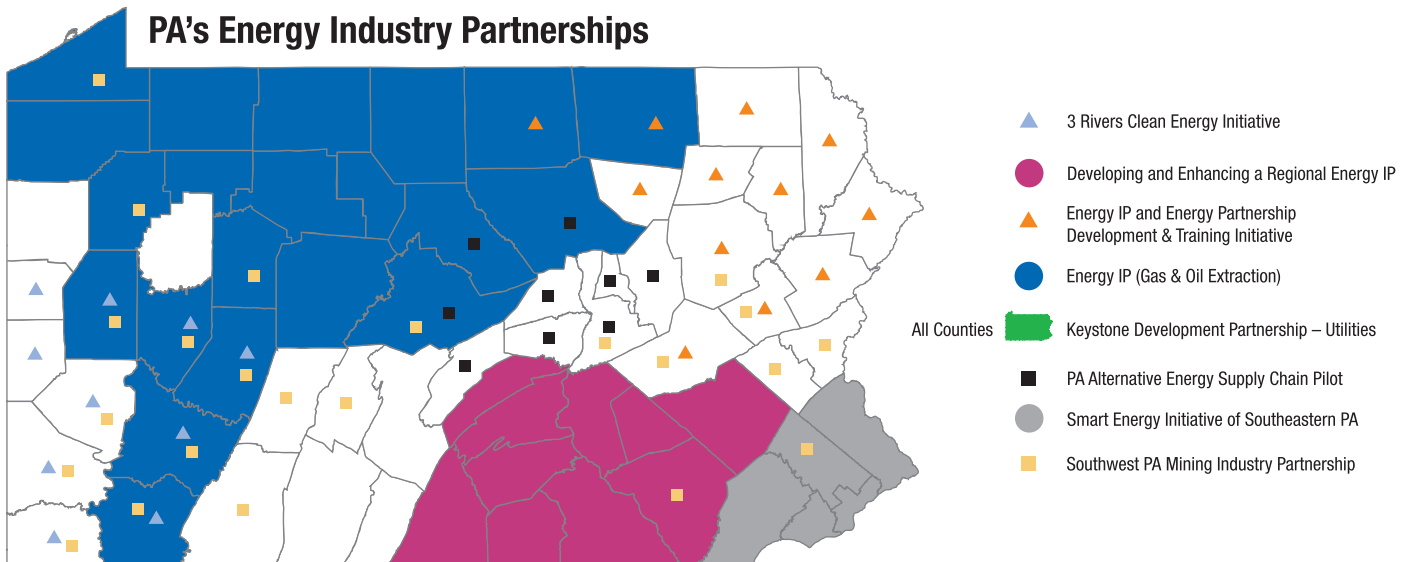 PA's Energy Industry Partnerships
3 Rivers Clean Energy Initiative
Developing and Enhancing a Regional Energy IP
Energy IP and Energy Partnership
Development & Training Initiative
Energy IP (Gas & Oil Extraction)
All Counties
Keystone Development Partnership – Utilities
PA Alternative Energy Supply Chain Pilot
Smart Energy Initiative of Southeastern PA
Southwest PA Mining Industry Partnership